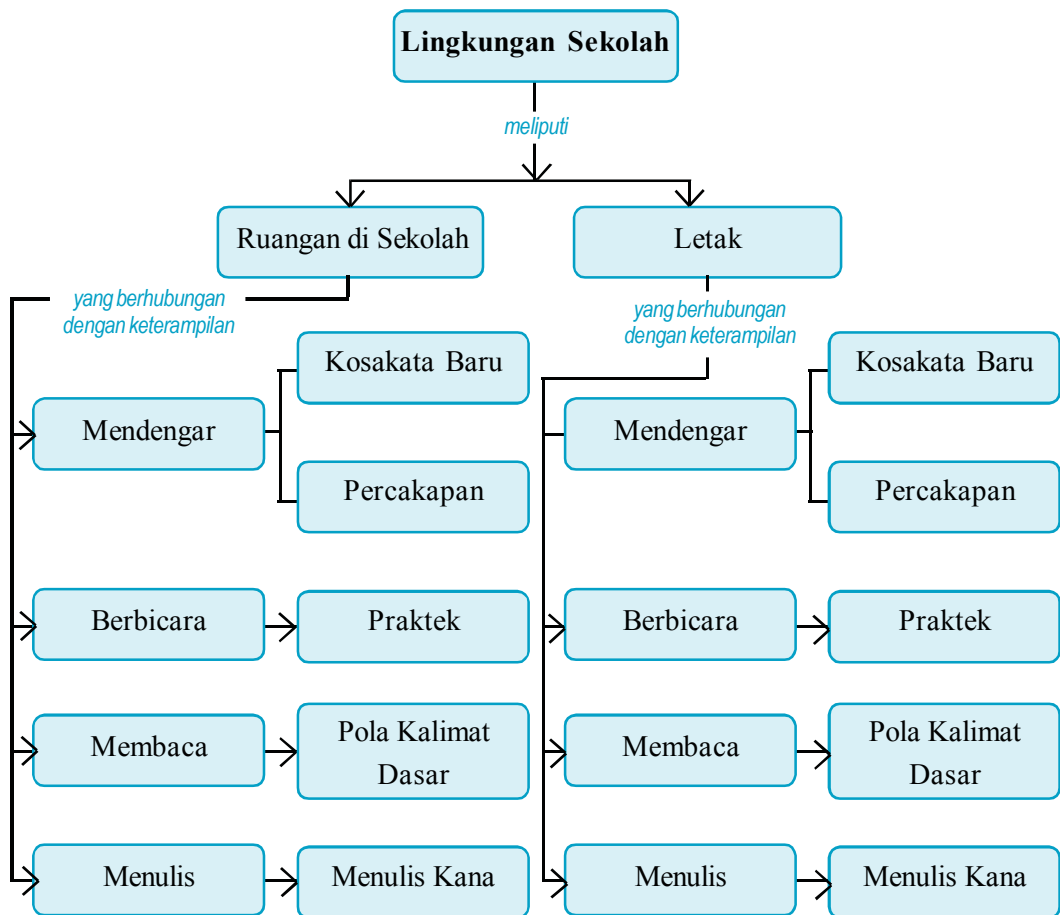 Lingkungan Sekolah
meliputi
Ruangan di Sekolah
Letak
yang berhubungan
dengan keterampilan
yang berhubungan
dengan keterampilan
Kosakata Baru
Mendengar
Percakapan
Berbicara
Praktek
Membaca
Pola Kalimat
Dasar
Menulis
Menulis Kana
Kosakata Baru
Mendengar
Percakapan
Berbicara
Praktek
Membaca
Pola Kalimat
Dasar
Menulis
Menulis Kana